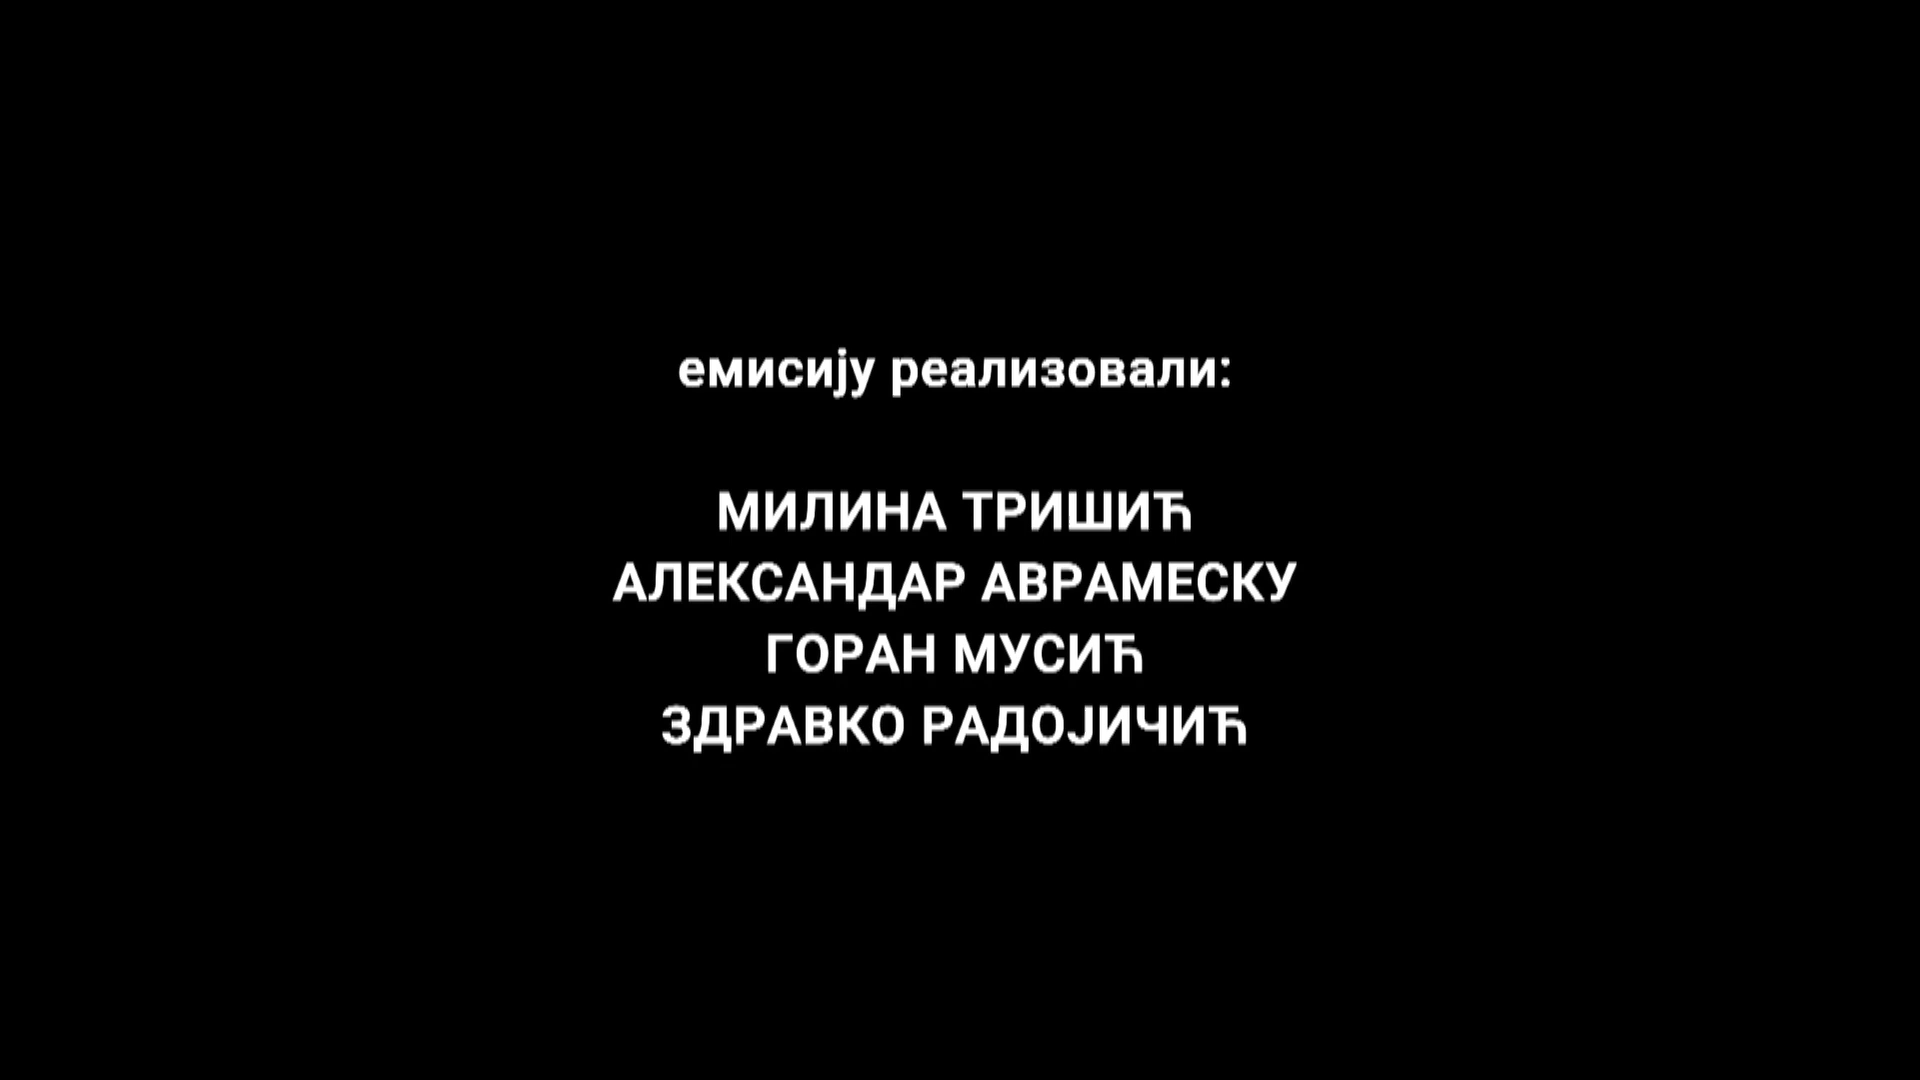 емисију реализовали:
МИЛИНА ТРИШИЋ
АЛЕКСАНДАР АВРАМЕСКУ
ГОРАН МУСИЋ
ЗДРАВКО РАДОЈИЧИЋ